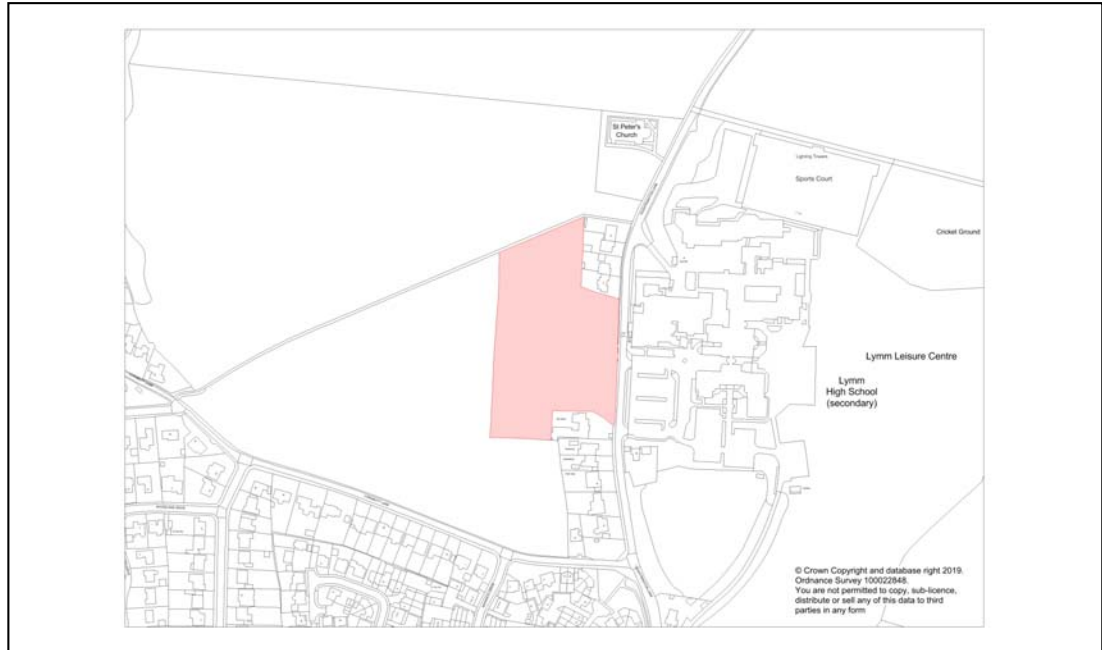 St Peter's
Church
Lighting Towers
Sports Court
Cricket Ground
Lymm Leisure Centre
Lymm
High School
(secondary)
© Crown Copyright and database right 2019.
Ordnance Survey 100022848.
You are not permitted to copy, sub-licence,
distribute or sell any of this data to third
parties in any form